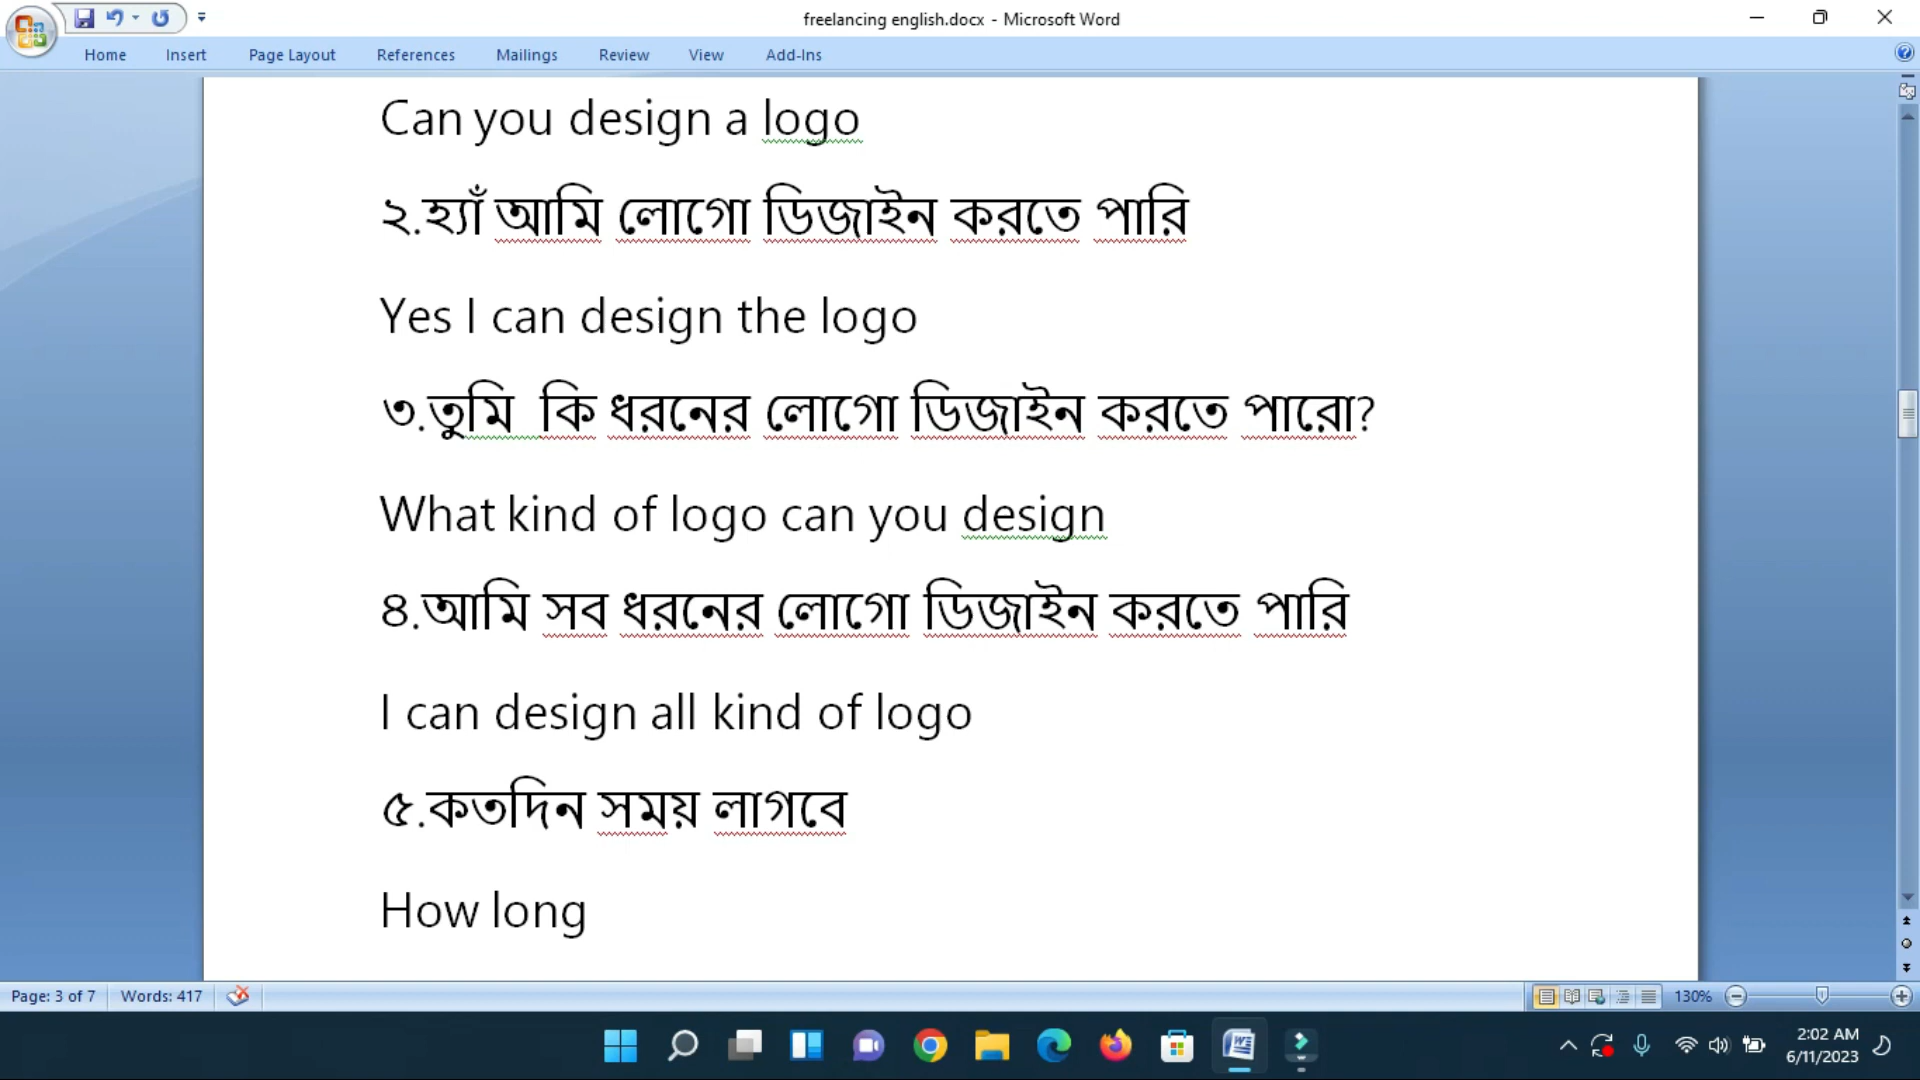 freelancing english.docx - Microsoft Word
Home Insert Page Layout References Mailings Review View Add-Ins
Can you design a logo
২.হ্যাঁ আমি লোগো ডিজাইন করতে পারি
Yes I can design the logo
৩.তুমি  কি ধরনের লোগো ডিজাইন করতে পারো?
What kind of logo can you design
৪.আমি সব ধরনের লোগো ডিজাইন করতে পারি
I can design all kind of logo
৫.কতদিন সময় লাগবে
How long
Page: 3 of 7 Words: 417 130%
2:02 AM
6/11/2023